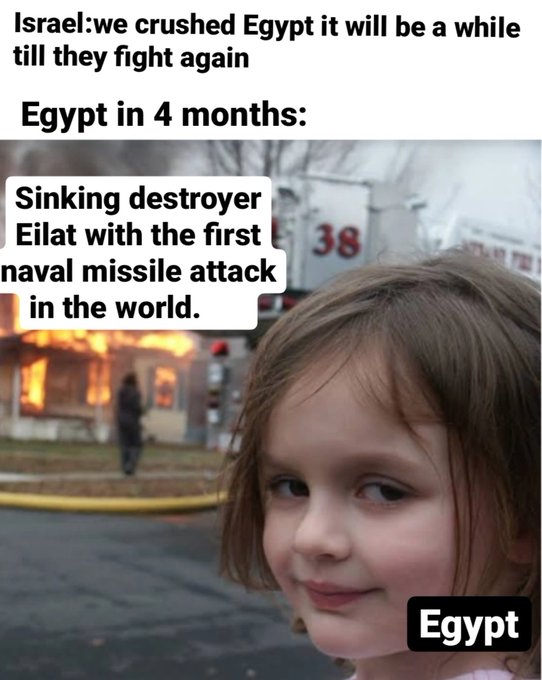 Israel:we crushed Egypt it will be a while
till they fight again
Egypt in 4 months:
Sinking destroyer
Eilat with the first
naval missile attack
in the world.
38
Egypt